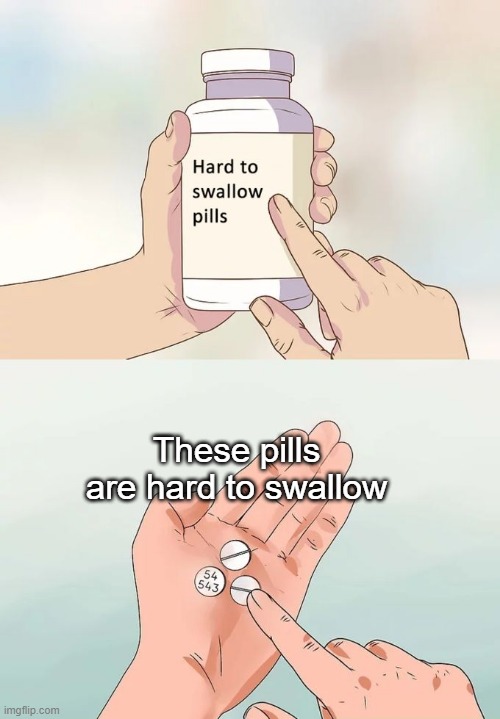 Hard to
swallow
pills
These pills
are hard to swallow
54
543
imgflip.com